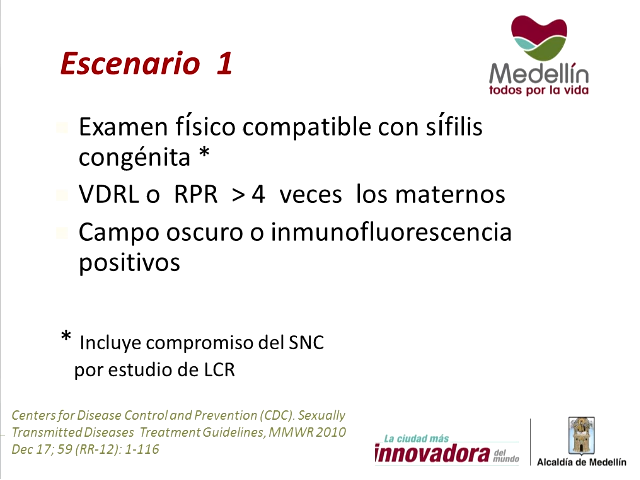 Escenario 1
Medellín
todos por la vida
Examen físico compatible con sífilis
congénita *
VDRL o RPR > 4 veces los maternos
Campo oscuro o inmunofluorescencia
positivos
* Incluye compromiso del SNC
por estudio de LCR
Centers for Disease Control and Prevention (CDC). Sexually
Transmitted Diseases Treatment Guidelines, MMWR 2010
Dec 17; 59 (RR-12): 1-116
La ciudad más
innovadora del mundo
Alcaldía de Medellín